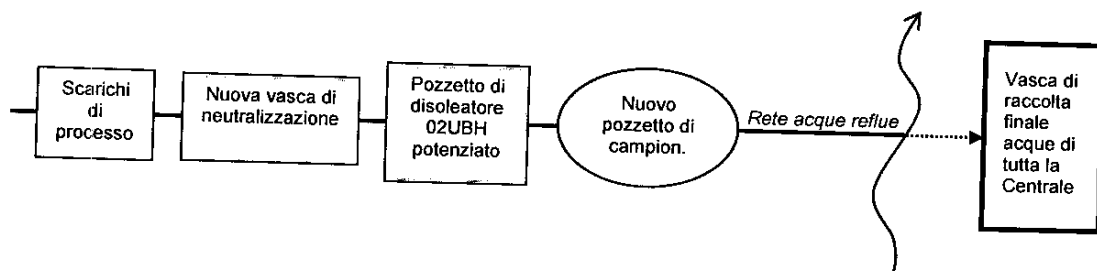 Scarichi
di
processo
Nuova vasca di
neutralizzazione
Pozzetto di
disoleatore
02UBH
potenziato
Nuovo
pozzetto di
campion.
Rete acque reflue
Vasca di
raccolta
finale
acque di
tutta la
Centrale